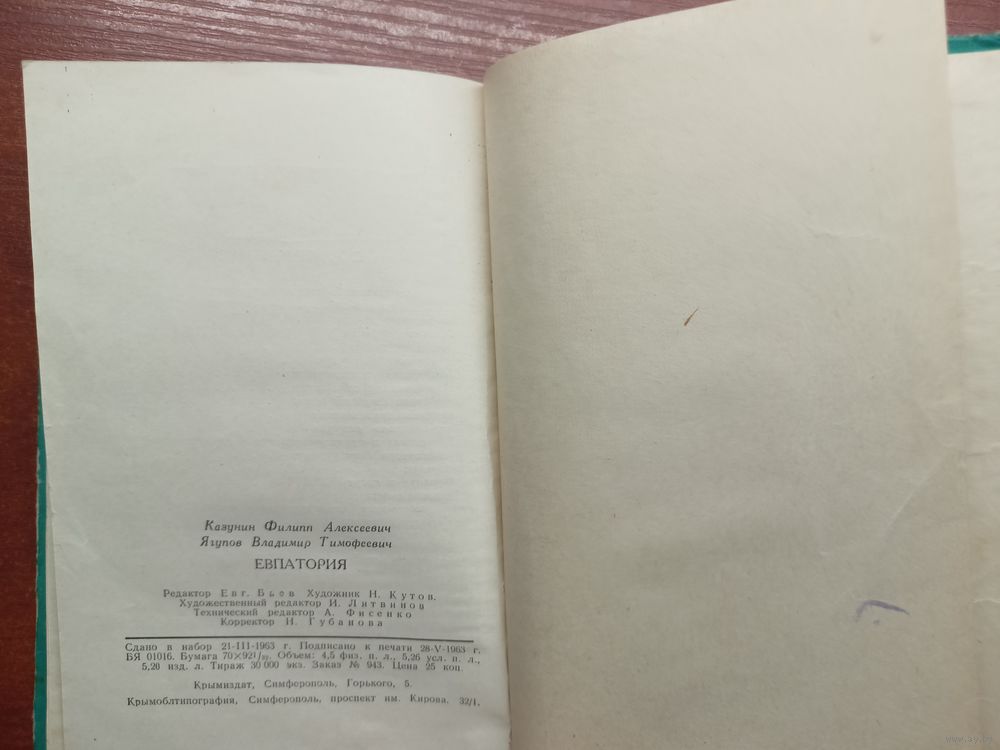 Казунин Филипп Алексеевич
Ягупов Владимир Тимофеевич
ЕВПАТОРИЯ
Редактор Евг. Бьов Художник Н. Кутов.
Художественный редактор И. Литвинов
Технический редактор А. Фисенко
Корректор Н. Губанова
Сдано в набор 21-III-1963 г. Подписано к печати 28-V-1963 г.
БЯ 01016. Бумага 70×921/32. Объем: 4,5 физ. п. л., 5,26 усл. п. л.,
5,26 изд. л. Тираж 30 000 экз. Заказ № 943. Цена 25 коп.
Крымиздат, Симферополь, Горького, 5.
Крымоблтипография, Симферополь, проспект им. Кирова, 32/1.